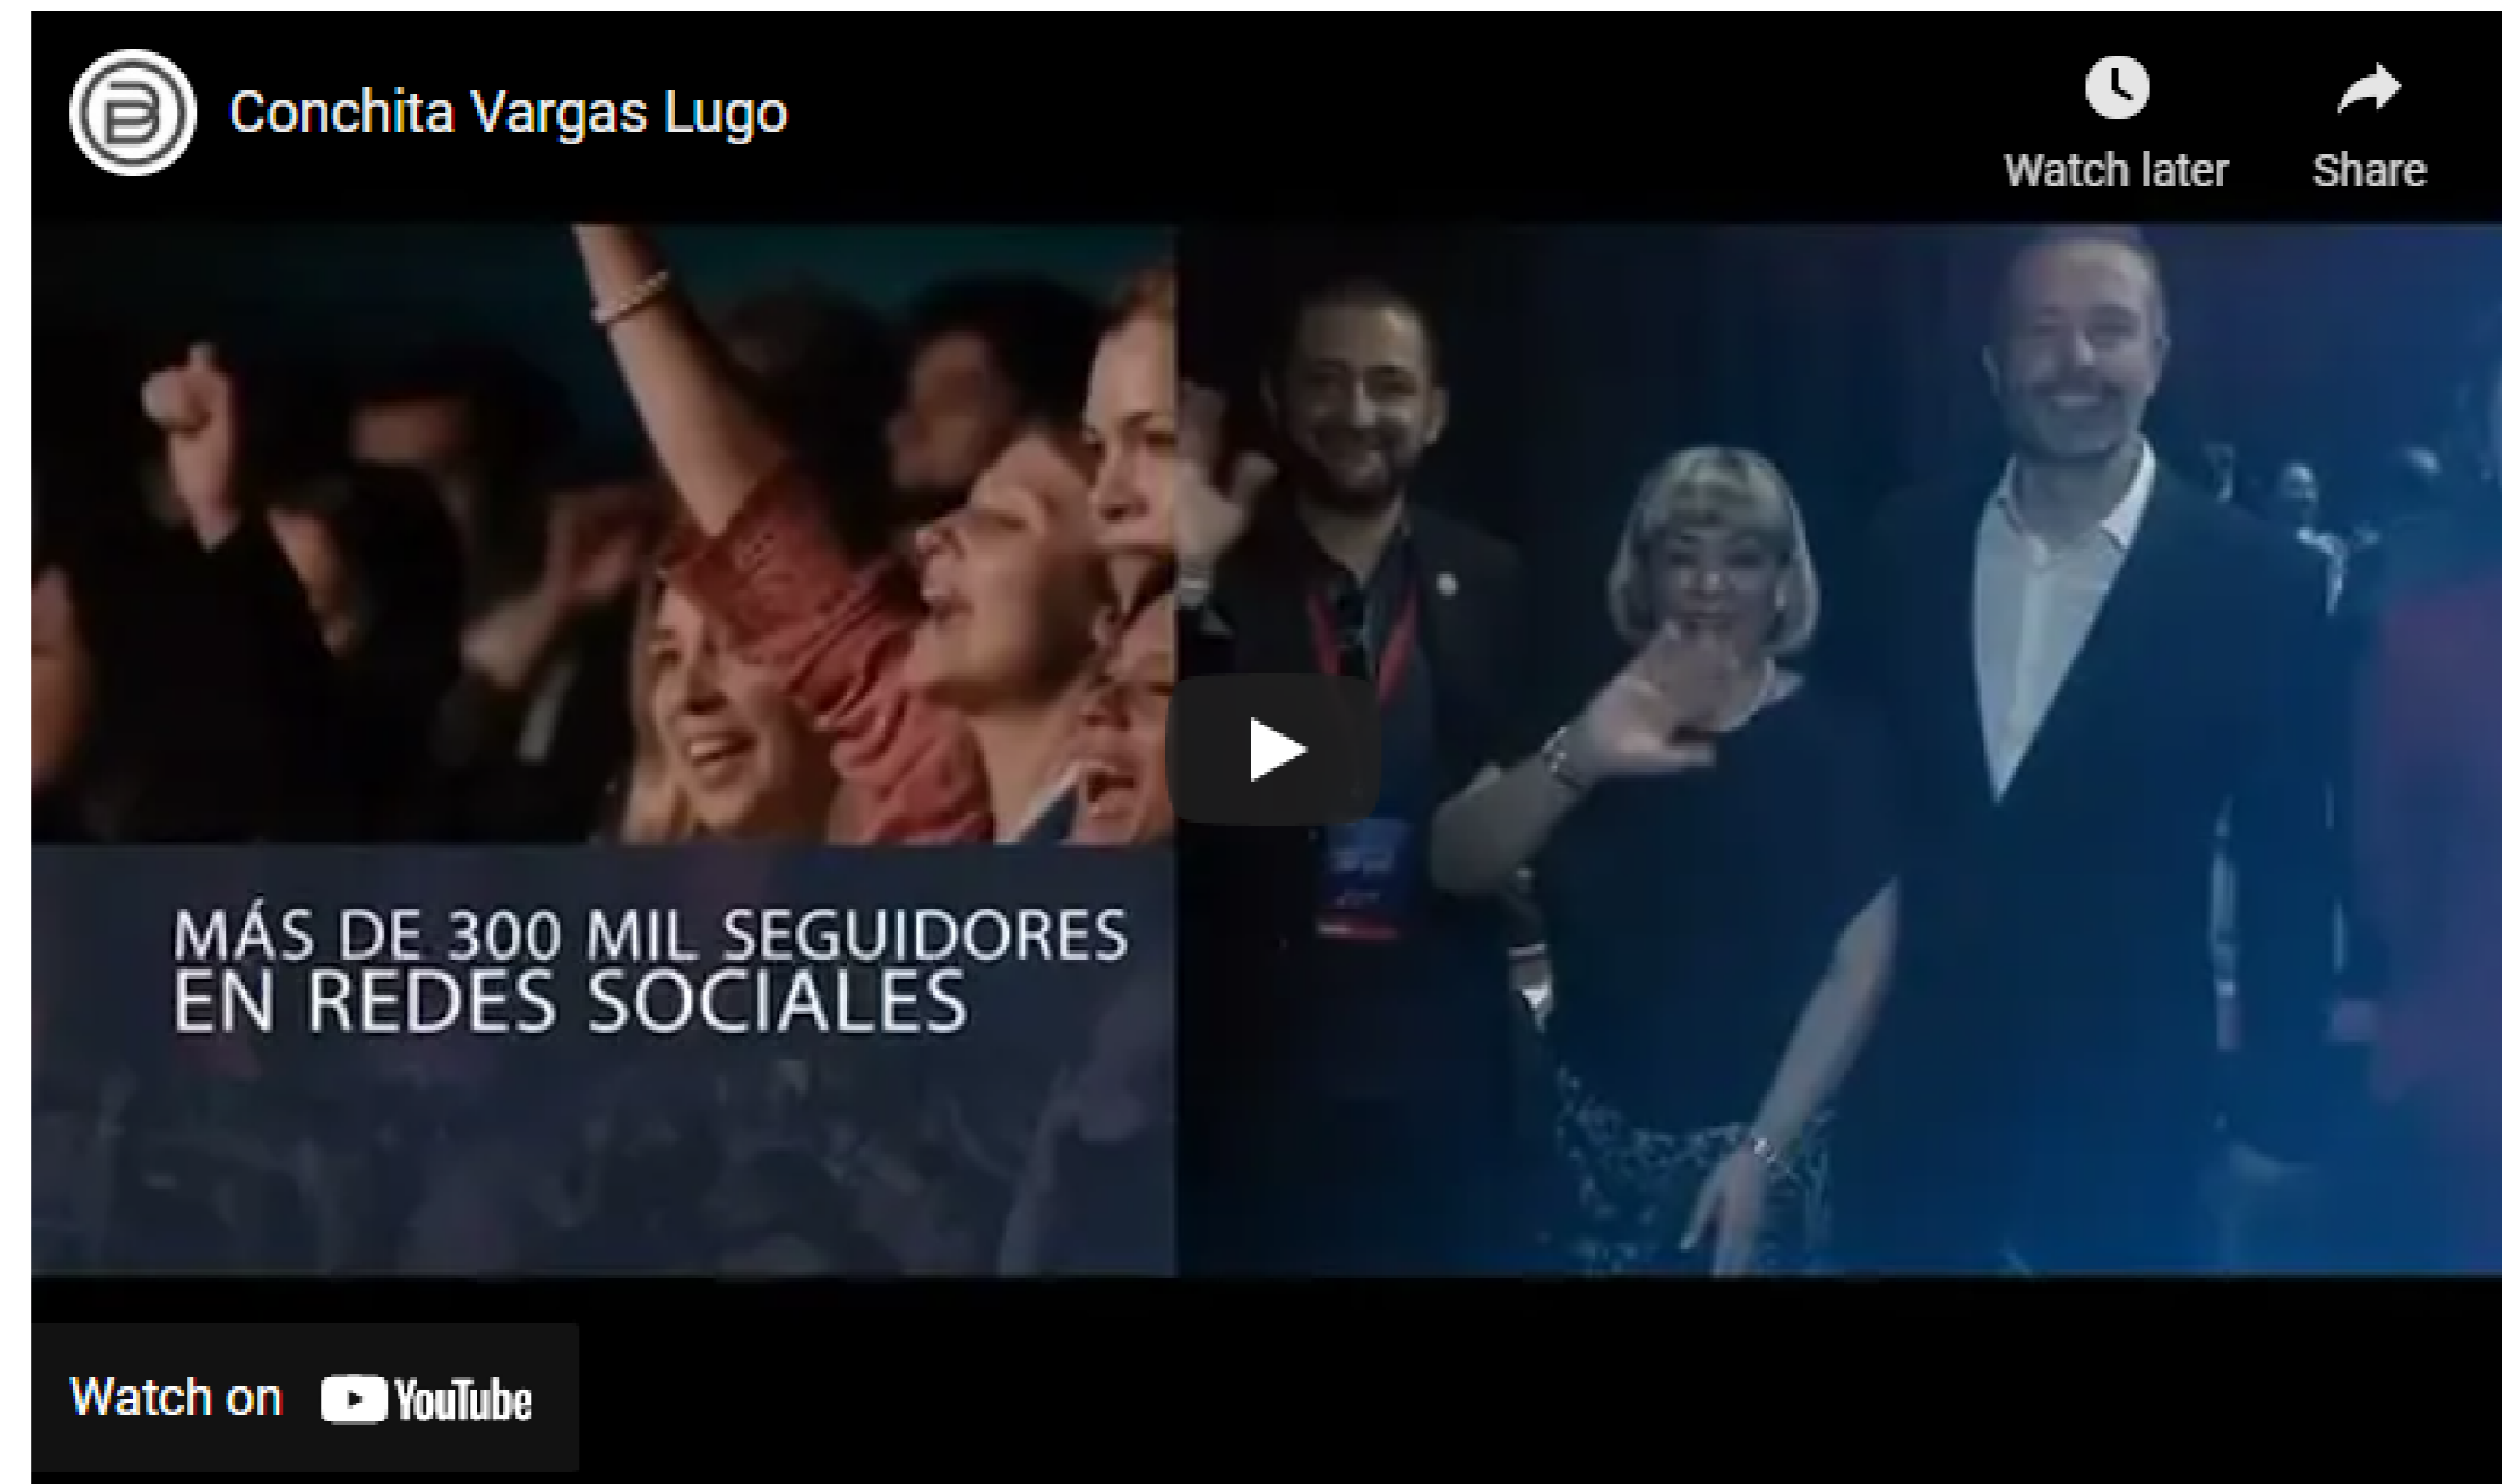 Conchita Vargas Lugo
Watch later
Share
MÁS DE 300 MIL SEGUIDORES
EN REDES SOCIALES
Watch on YouTube